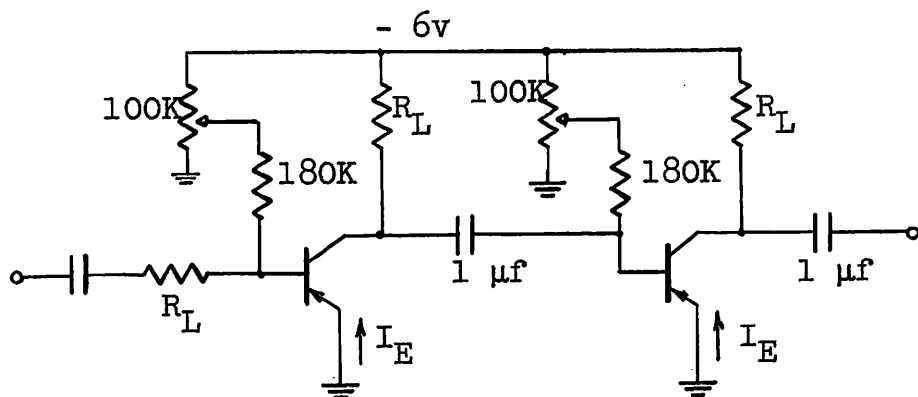 - 6v
100K
R_L
100K
R_L
180K
180K
R_L
1 μf
1 μf
I_E
I_E